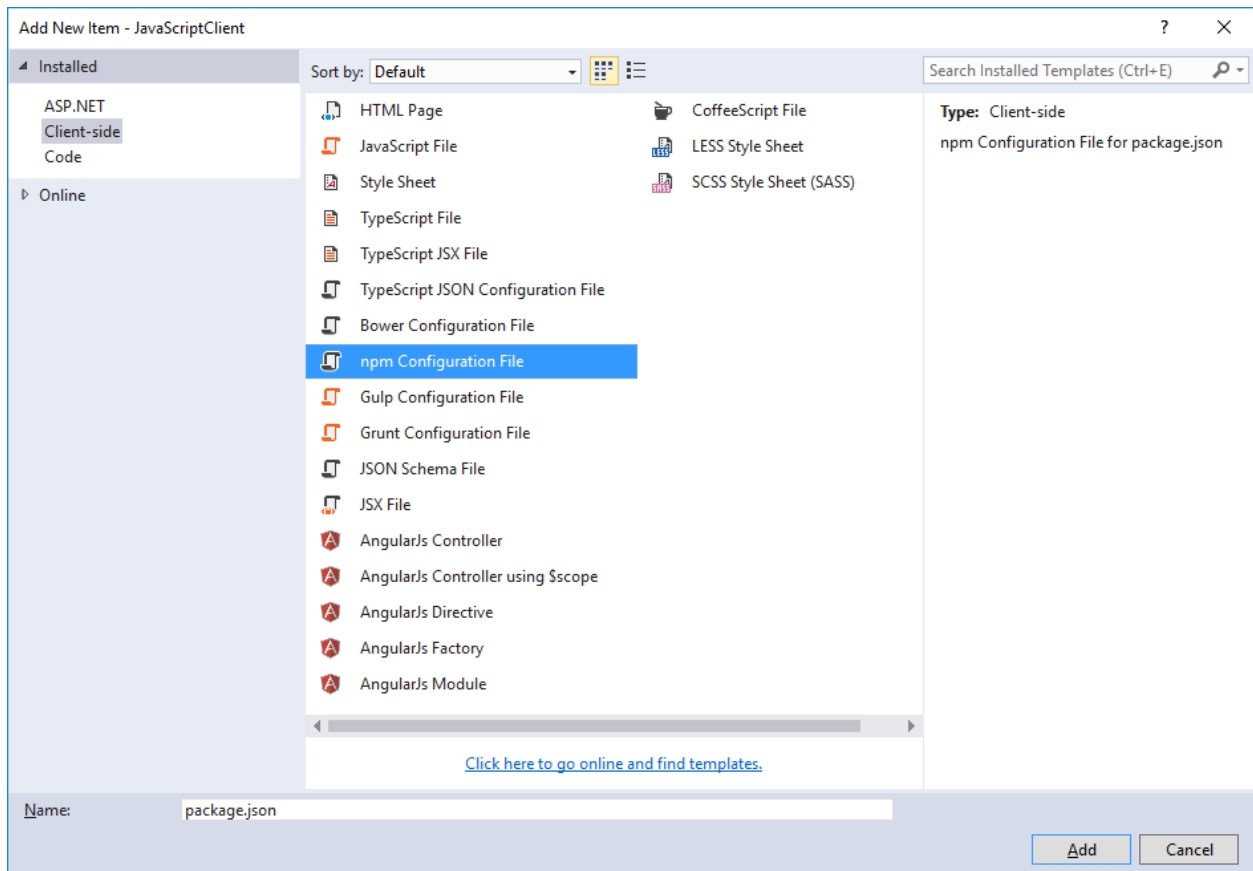 Add New Item - JavaScriptClient
?
Installed
ASP.NET
Client-side
Code
Online
Sort by: Default
HTML Page
JavaScript File
Style Sheet
TypeScript File
TypeScript JSX File
TypeScript JSON Configuration File
Bower Configuration File
npm Configuration File
Gulp Configuration File
Grunt Configuration File
JSON Schema File
JSX File
AngularJs Controller
AngularJs Controller using $scope
AngularJs Directive
AngularJs Factory
AngularJs Module
CoffeeScript File
LESS Style Sheet
SCSS Style Sheet (SASS)
Click here to go online and find templates.
Search Installed Templates (Ctrl+E)
Type: Client-side
npm Configuration File for package.json
Name: package.json
Add
Cancel